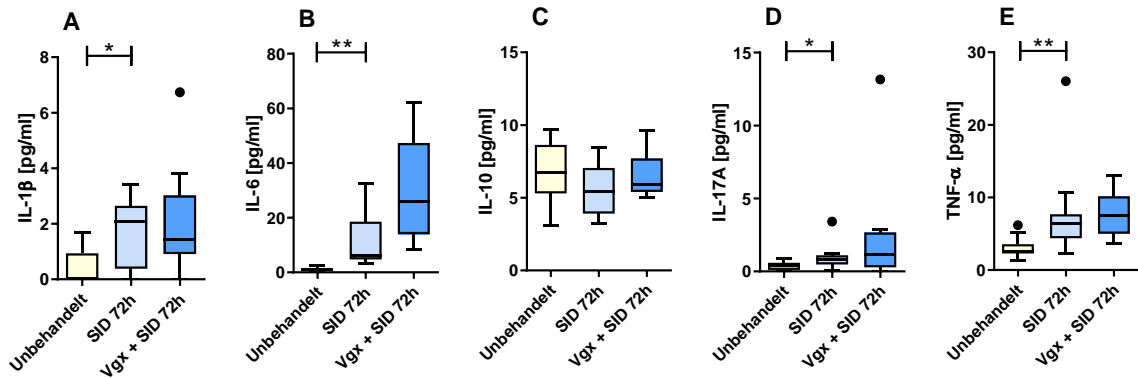 A
*
IL-1β [pg/ml]
8
6
4
2
0
Unbehandelt
SID 72h
Vgx + SID 72h
B
**
IL-6 [pg/ml]
80
60
40
20
0
Unbehandelt
SID 72h
Vgx + SID 72h
C
IL-10 [pg/ml]
15
10
5
0
Unbehandelt
SID 72h
Vgx + SID 72h
D
*
IL-17A [pg/ml]
15
10
5
0
Unbehandelt
SID 72h
Vgx + SID 72h
E
**
TNF-α [pg/ml]
30
20
10
0
Unbehandelt
SID 72h
Vgx + SID 72h